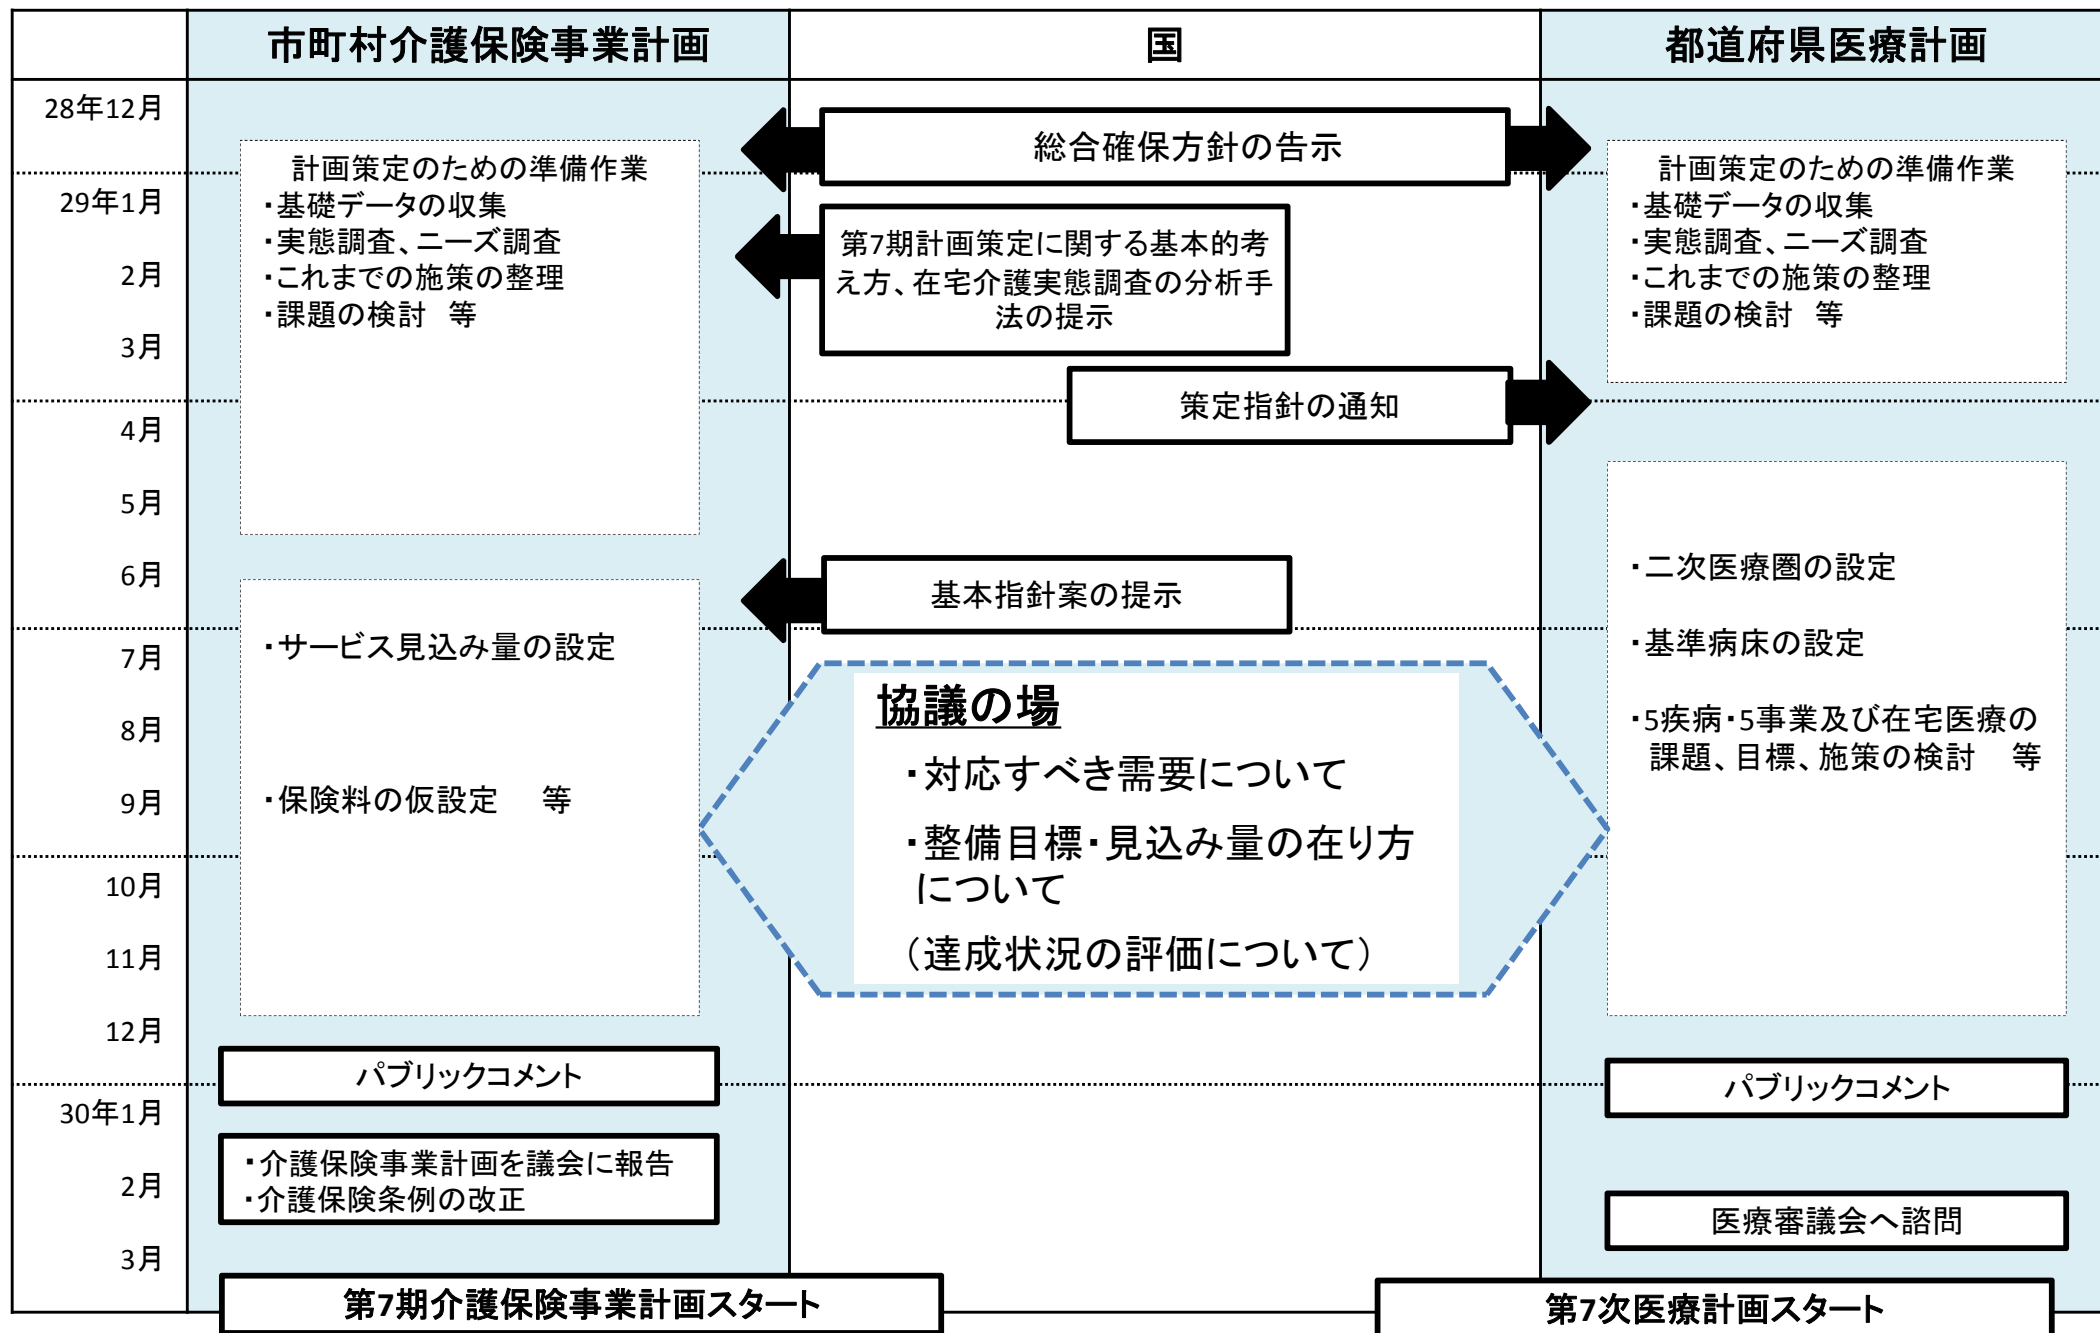 市町村介護保険事業計画
国
都道府県医療計画
28年12月
29年1月
2月
3月
4月
5月
6月
7月
8月
9月
10月
11月
12月
30年1月
2月
3月
計画策定のための準備作業
・基礎データの収集
・実態調査、ニーズ調査
・これまでの施策の整理
・課題の検討　等
・サービス見込み量の設定
・保険料の仮設定　等
パブリックコメント
・介護保険事業計画を議会に報告
・介護保険条例の改正
第7期介護保険事業計画スタート
総合確保方針の告示
第7期計画策定に関する基本的考
え方、在宅介護実態調査の分析手
法の提示
策定指針の通知
基本指針案の提示
協議の場
・対応すべき需要について
・整備目標・見込み量の在り方
について
（達成状況の評価について）
計画策定のための準備作業
・基礎データの収集
・実態調査、ニーズ調査
・これまでの施策の整理
・課題の検討　等
・二次医療圏の設定
・基準病床の設定
・5疾病・5事業及び在宅医療の
課題、目標、施策の検討　等
パブリックコメント
医療審議会へ諮問
第7次医療計画スタート